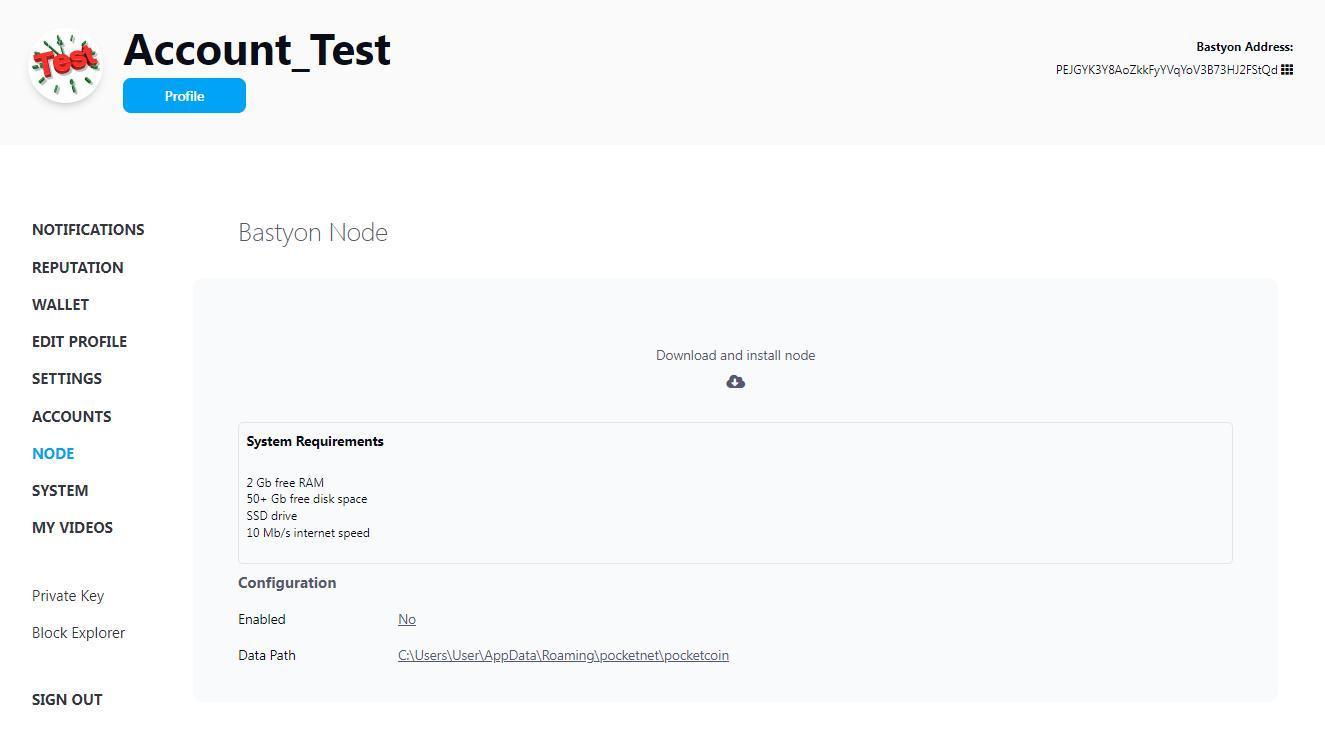 Test
Account_Test
Profile
Bastyon Address:
PEJGYK3Y8AoZkkFyYVqYoV3B73HJ2FStQd
NOTIFICATIONS
REPUTATION
WALLET
EDIT PROFILE
SETTINGS
ACCOUNTS
NODE
SYSTEM
MY VIDEOS
Private Key
Block Explorer
SIGN OUT
Bastyon Node
Download and install node
System Requirements
2 Gb free RAM
50+ Gb free disk space
SSD drive
10 Mb/s internet speed
Configuration
Enabled No
Data Path C:\Users\User\AppData\Roaming\pocketnet\pocketcoin